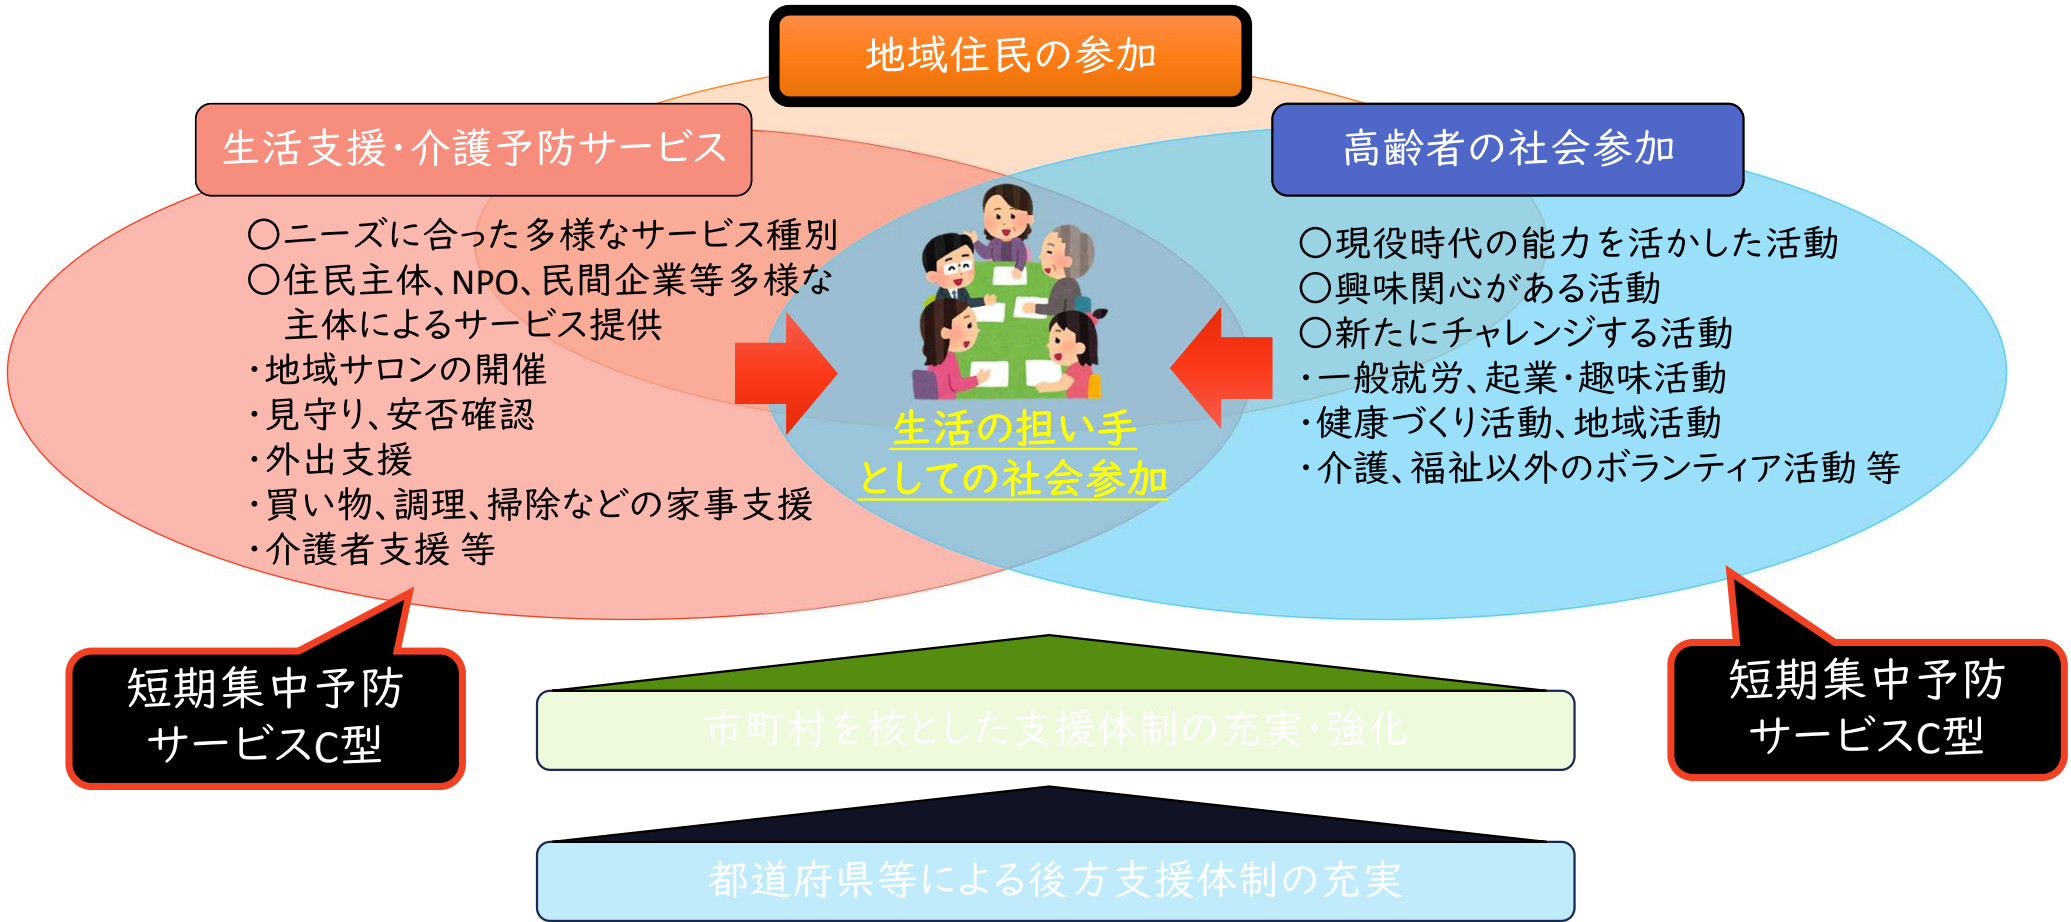 地域住民の参加
生活支援・介護予防サービス
〇ニーズに合った多様なサービス種別
〇住民主体、NPO、民間企業等多様な
主体によるサービス提供
・地域サロンの開催
・見守り、安否確認
・外出支援
・買い物、調理、掃除などの家事支援
・介護者支援 等
生活の担い手
としての社会参加
高齢者の社会参加
〇現役時代の能力を活かした活動
〇興味関心がある活動
〇新たにチャレンジする活動
・一般就労、起業・趣味活動
・健康づくり活動、地域活動
・介護、福祉以外のボランティア活動 等
短期集中予防
サービスC型
短期集中予防
サービスC型
市町村を核とした支援体制の充実・強化
都道府県等による後方支援体制の充実